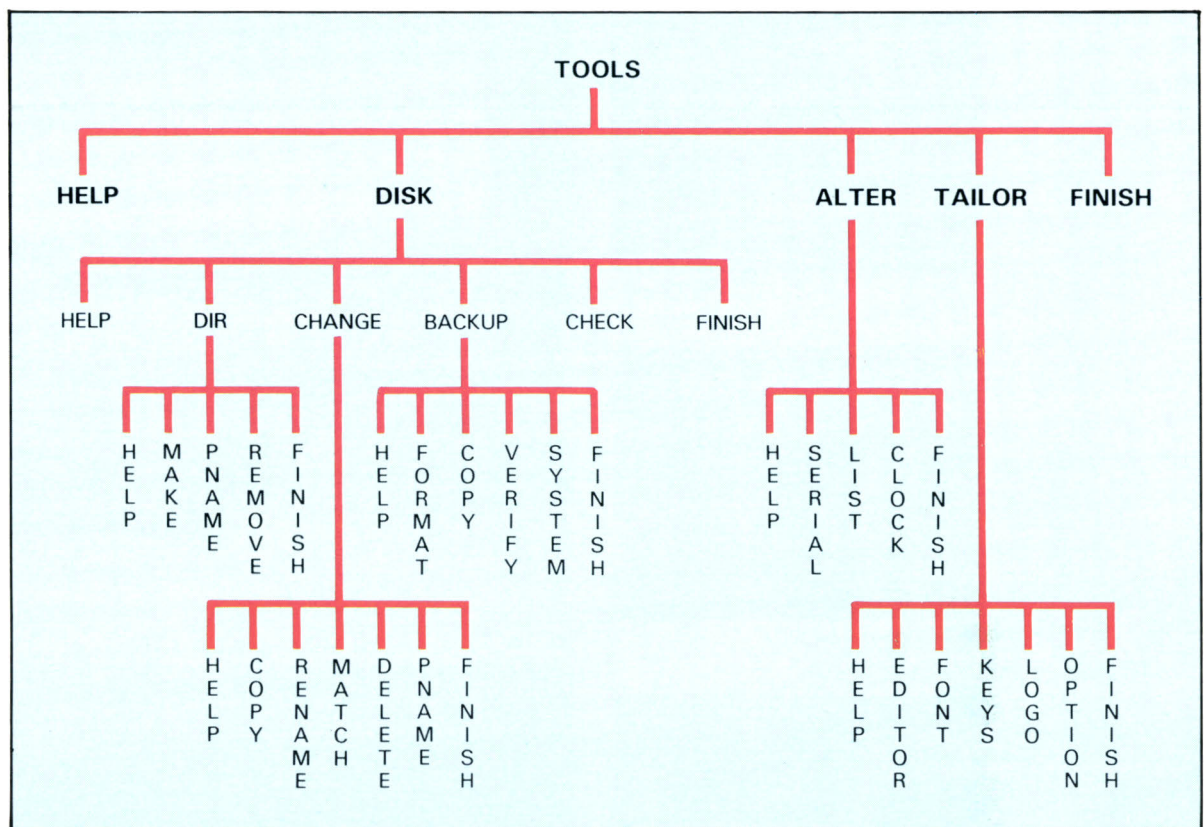 TOOLS
HELP DISK ALTER TAILOR FINISH
HELP DIR CHANGE BACKUP CHECK FINISH
HELP
MAKE
PNAME
REMOVE
FINISH
HELP
FORMAT
COPY
VERIFY
SYSTEM
FINISH
HELP
SERIAL
LIST
CLOCK
FINISH
HELP
COPY
RENAME
MATCH
DELETE
PNAME
FINISH
HELP
EDITOR
FONT
KEYS
LOGO
OPTION
FINISH